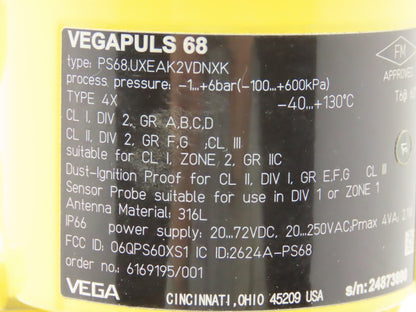 VEGAPULS 68
type: PS68.UXEAK2VDNXK
process pressure: -1...+6bar(-100...+600kPa)
TYPE 4X -40...+130°C
CL I, DIV 2, GR A,B,C,D
CL II, DIV 2, GR F,G ,CL III
suitable for CL I, ZONE 2, GR IIC
Dust-Ignition Proof for CL II, DIV I, GR E,F,G CL III
Sensor Probe suitable for use in DIV 1 or ZONE 1
Antenna Material: 316L
IP66 power supply: 20...72VDC, 20...250VAC;Pmax 4VA;
FCC ID: O6QPS60XS1 IC ID:2624A-PS68
order no.: 6169195/001
VEGA CINCINNATI,OHIO 45209 USA
s/n: 24873
FM
APPROVED